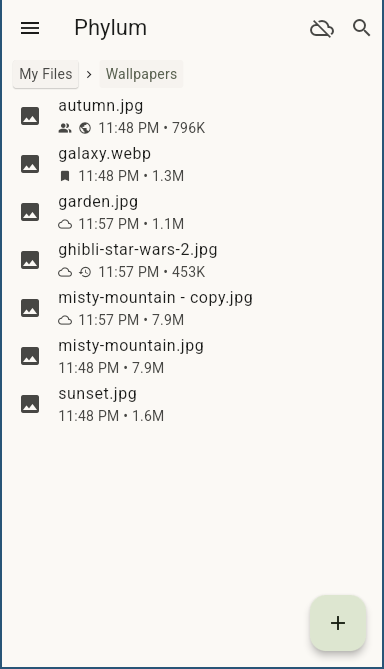 Phylum
My Files > Wallpapers
autumn.jpg
11:48 PM • 796K
galaxy.webp
11:48 PM • 1.3M
garden.jpg
11:57 PM • 1.1M
ghibli-star-wars-2.jpg
11:57 PM • 453K
misty-mountain - copy.jpg
11:57 PM • 7.9M
misty-mountain.jpg
11:48 PM • 7.9M
sunset.jpg
11:48 PM • 1.6M